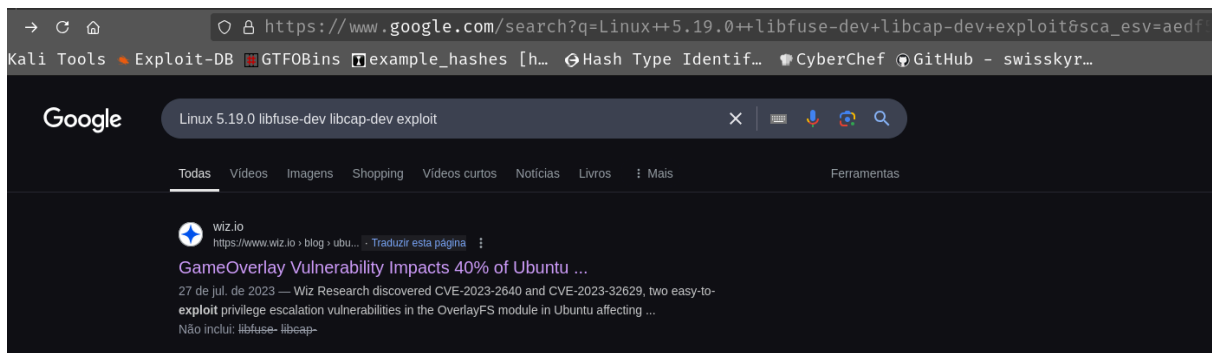 https://www.google.com/search?q=Linux++5.19.0++libfuse-dev+libcap-dev+exploit&sca_esv=aedf
Kali Tools Exploit-DB GTFOBins example_hashes [h… Hash Type Identif… CyberChef GitHub – swisskyr…
Google Linux 5.19.0 libfuse-dev libcap-dev exploit
Todas Vídeos Imagens Shopping Vídeos curtos Notícias Livros Mais Ferramentas
wiz.io
https://www.wiz.io › blog › ubu... · Traduzir esta página
GameOverlay Vulnerability Impacts 40% of Ubuntu ...
27 de jul. de 2023 — Wiz Research discovered CVE-2023-2640 and CVE-2023-32629, two easy-to-
exploit privilege escalation vulnerabilities in the OverlayFS module in Ubuntu affecting ...
Não inclui: libfuse- libcap-